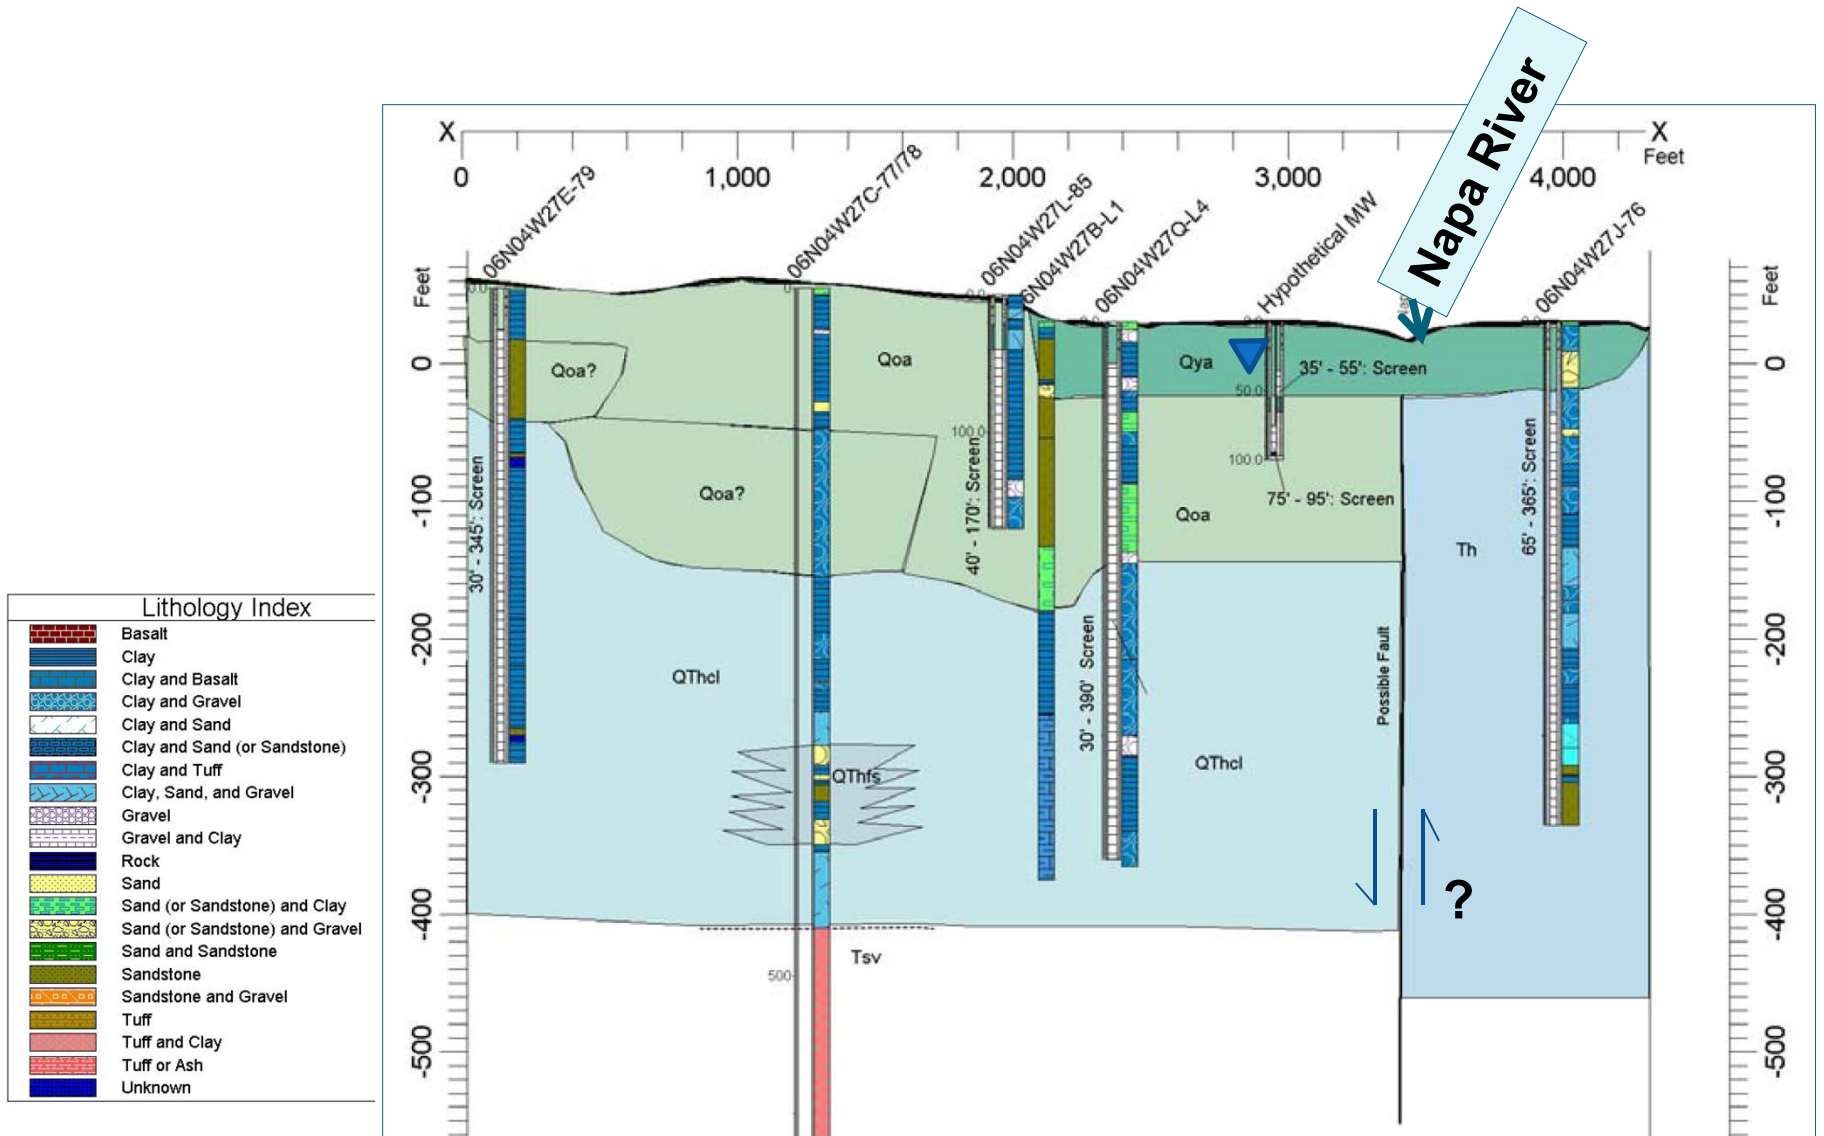 Napa River
X
X
Feet
0
1,000
2,000
3,000
4,000
06N04W27E-79
06N04W27C-77/78
06N04W27L-85
6N04W27B-L1
06N04W27Q-L4
Hypothetical MW
06N04W27J-76
Feet
Feet
0
-100
-200
-300
-400
-500
0
-100
-200
-300
-400
-500
Qoa?
Qoa
Qya
35' - 55': Screen
50.0
100.0
100.0
75' - 95': Screen
Qoa?
Qoa
Th
30' - 345': Screen
40' - 170': Screen
30' - 390' Screen
65' - 365': Screen
Possible Fault
QThcl
QThfs
QThcl
?
Tsv
500
Lithology Index
Basalt
Clay
Clay and Basalt
Clay and Gravel
Clay and Sand
Clay and Sand (or Sandstone)
Clay and Tuff
Clay, Sand, and Gravel
Gravel
Gravel and Clay
Rock
Sand
Sand (or Sandstone) and Clay
Sand (or Sandstone) and Gravel
Sand and Sandstone
Sandstone
Sandstone and Gravel
Tuff
Tuff and Clay
Tuff or Ash
Unknown